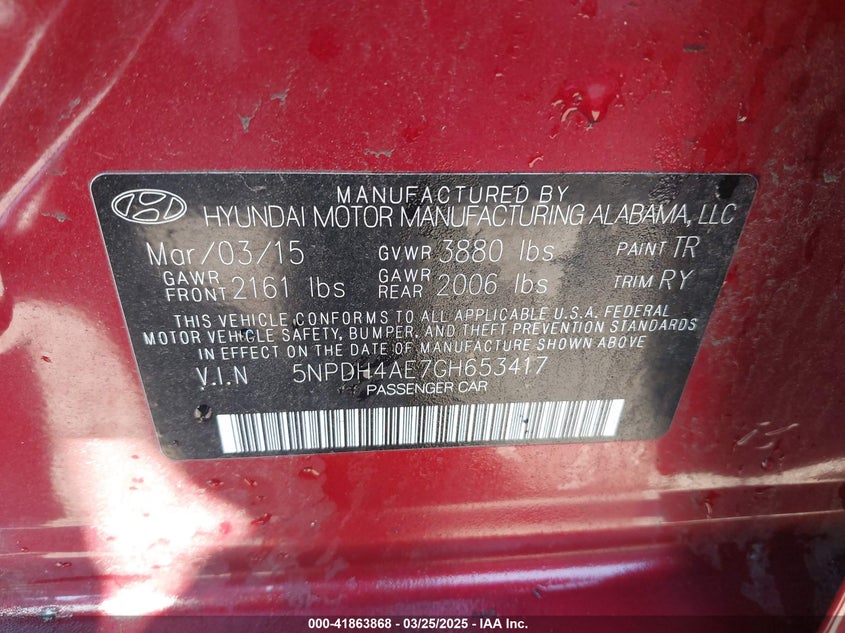 MANUFACTURED BY
HYUNDAI MOTOR MANUFACTURING ALABAMA, LLC
Mar/03/15 GVWR 3880 lbs PAINT TR
GAWR FRONT 2161 lbs GAWR REAR 2006 lbs TRIM RY
THIS VEHICLE CONFORMS TO ALL APPLICABLE U.S.A. FEDERAL
MOTOR VEHICLE SAFETY, BUMPER, AND THEFT PREVENTION STANDARDS
IN EFFECT ON THE DATE OF MANUFACTURE SHOWN ABOVE
V.I.N 5NPDH4AE7GH653417
PASSENGER CAR
000-41863868 - 03/25/2025 - IAA Inc.